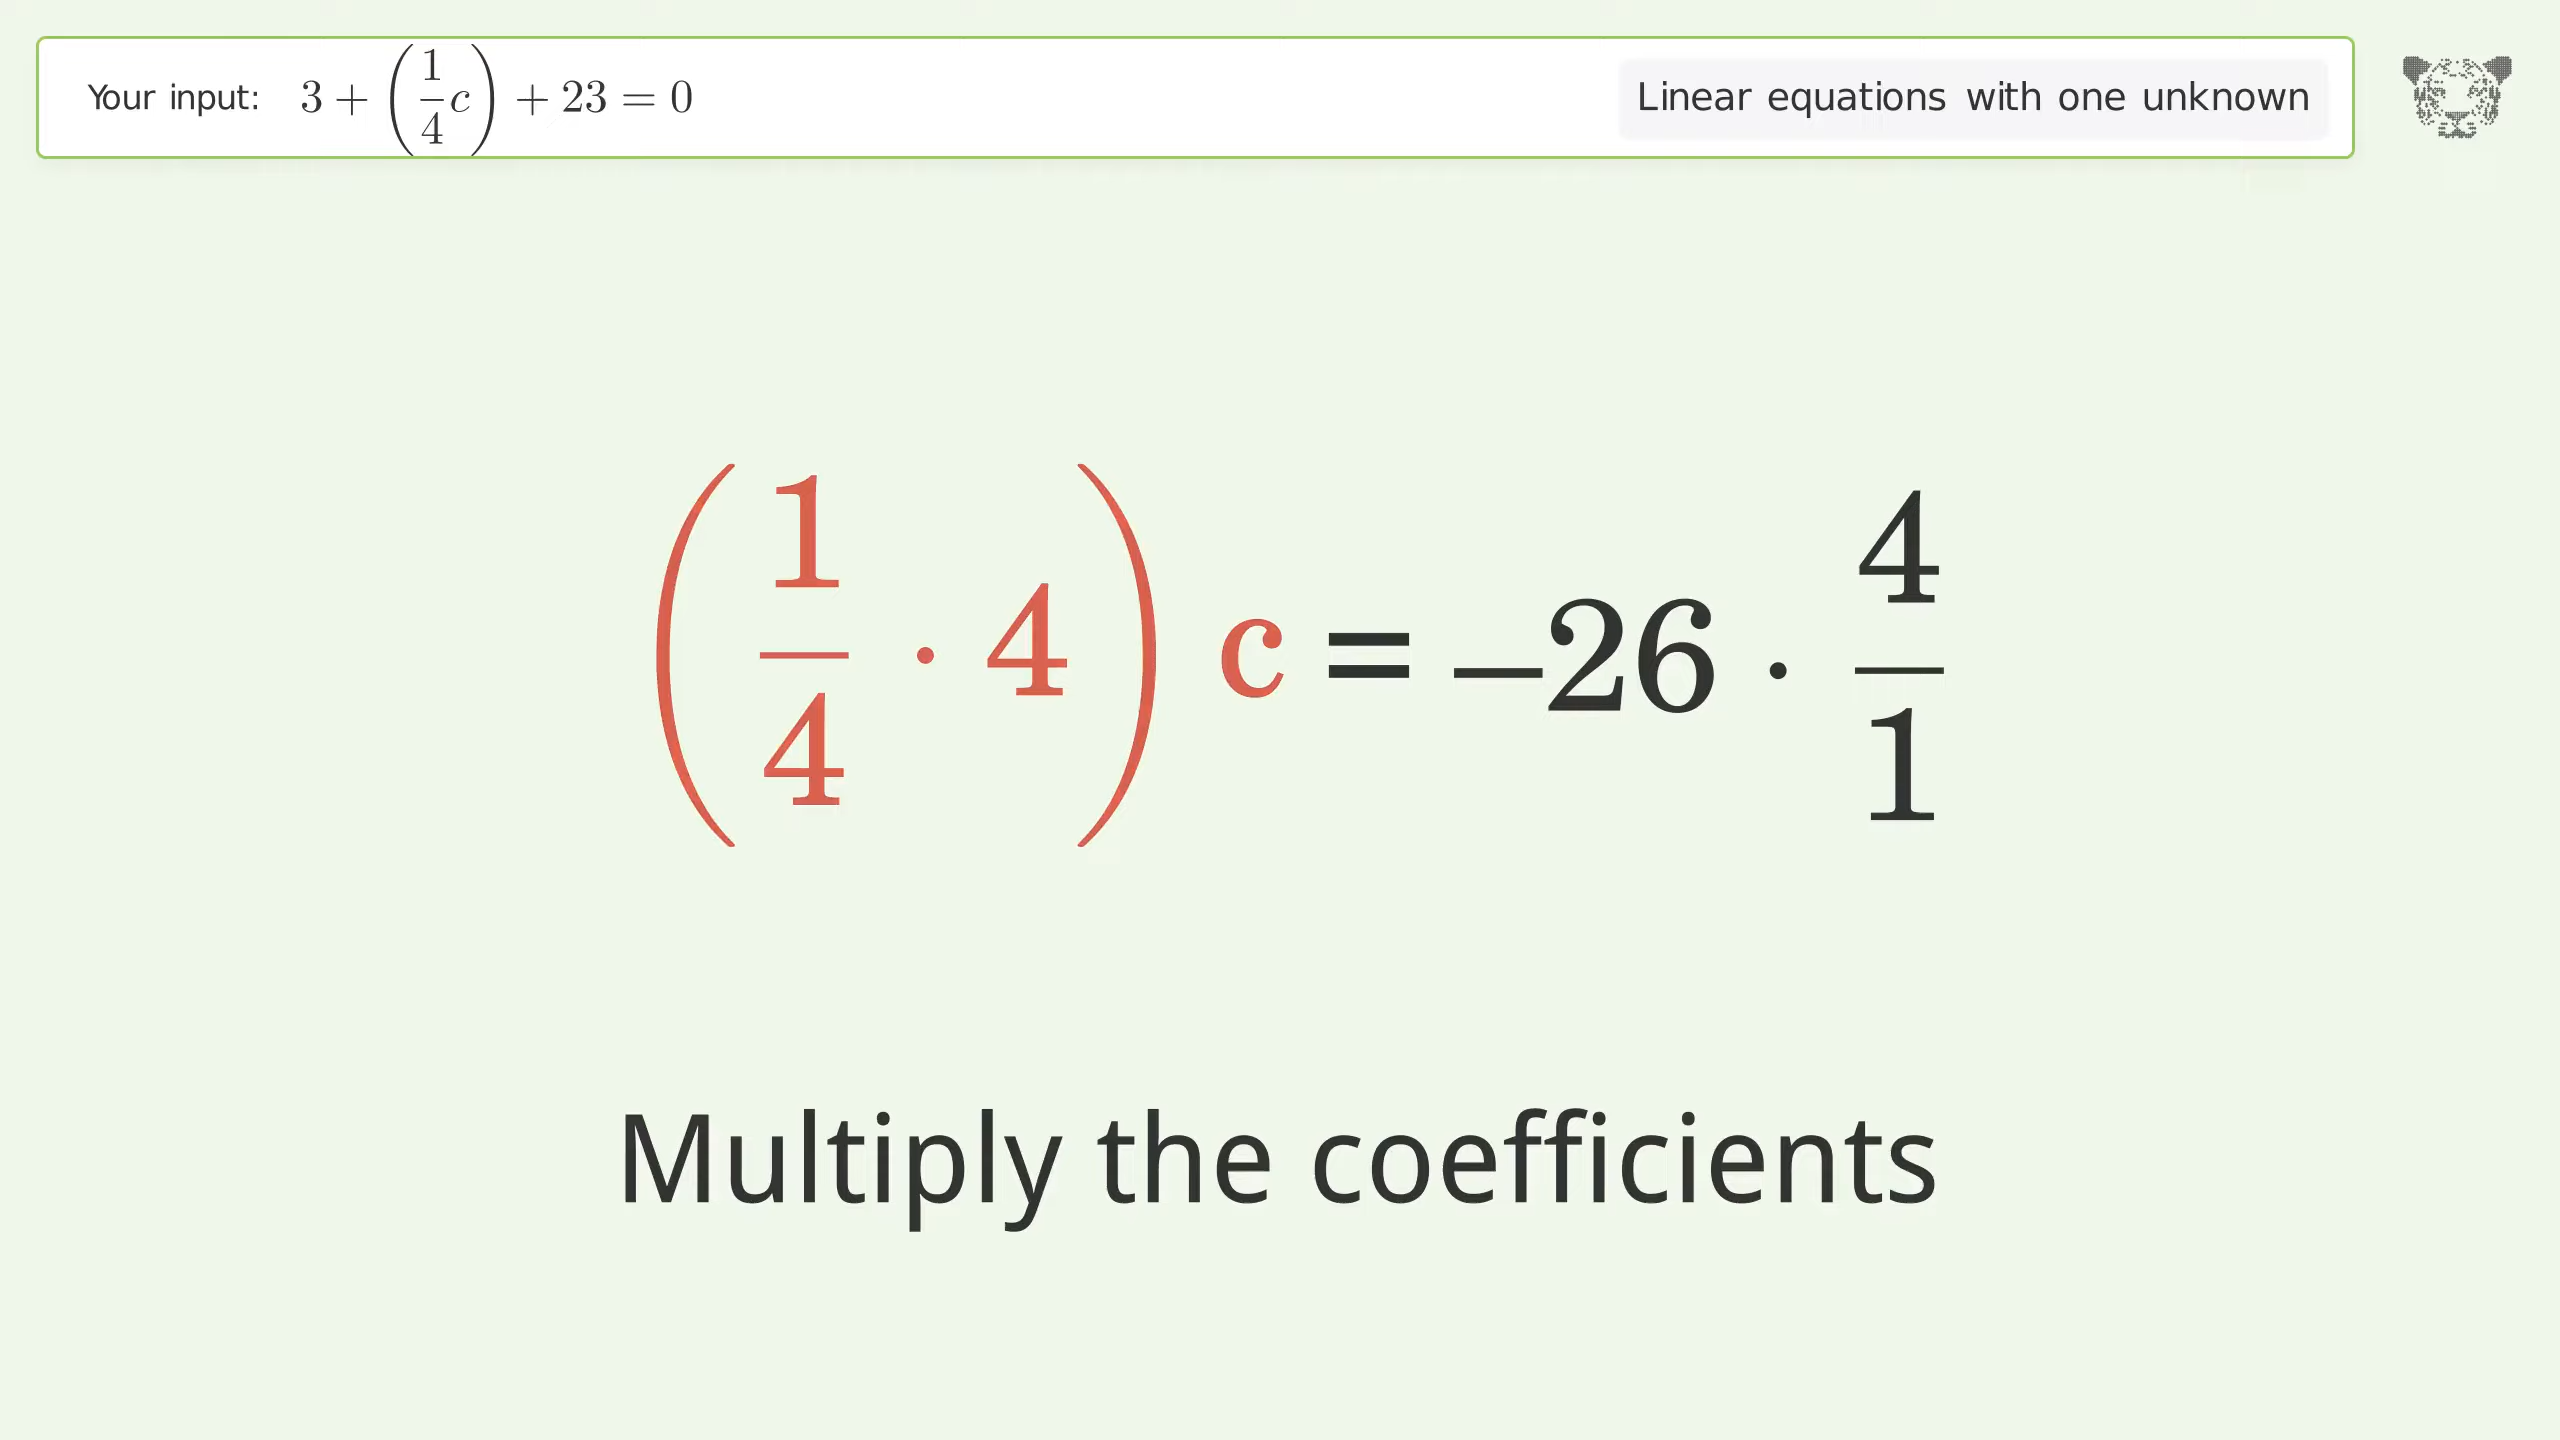 Your input: 3 + (1/4 c) + 23 = 0
Linear equations with one unknown
(1/4 · 4) c = −26 · 4/1
Multiply the coefficients